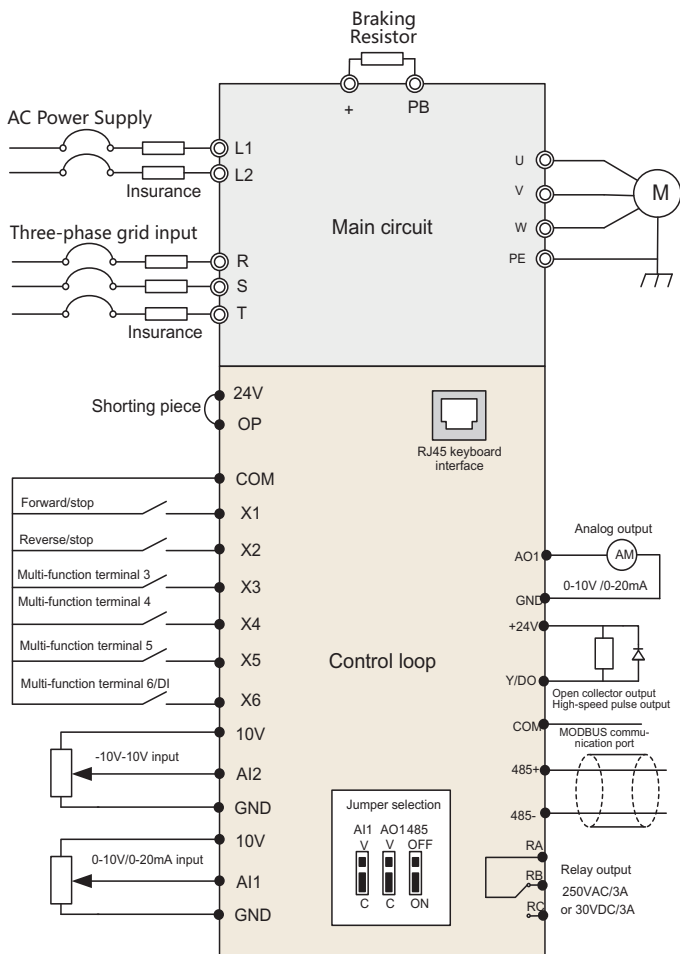 Braking
Resistor
+
PB
AC Power Supply
L1
L2
Insurance
Three-phase grid input
R
S
T
Insurance
Main circuit
U
V
W
PE
M
24V
Shorting piece
OP
RJ45 keyboard
interface
COM
Forward/stop
X1
Reverse/stop
X2
Multi-function terminal 3
X3
Multi-function terminal 4
X4
Multi-function terminal 5
X5
Multi-function terminal 6/DI
X6
10V
-10V-10V input
AI2
GND
10V
0-10V/0-20mA input
AI1
GND
Control loop
Jumper selection
AI1 AO1 485
V V OFF
C C ON
Analog output
AO1
AM
0-10V /0-20mA
GND
+24V
Y/DO
Open collector output
High-speed pulse output
COM
MODBUS commu-
nication port
485+
485-
RA
Relay output
RB
250VAC/3A
RC
or 30VDC/3A